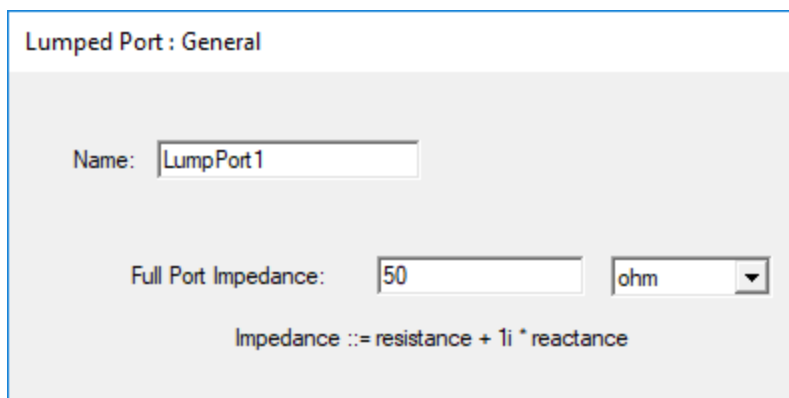 Lumped Port : General
Name: LumpPort1
Full Port Impedance: 50 ohm
Impedance ::= resistance + 1i * reactance